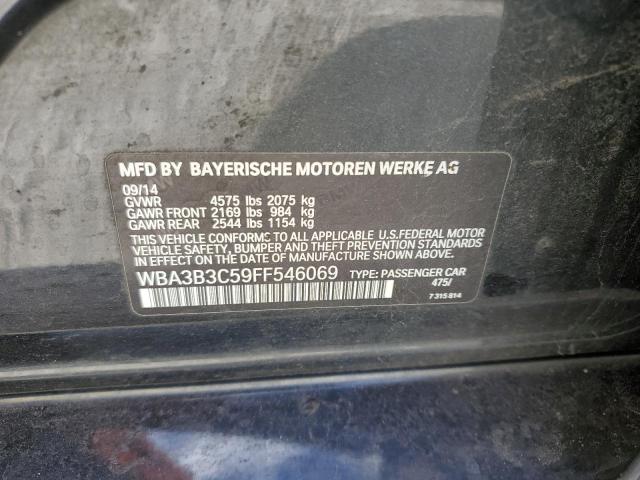 MFD BY BAYERISCHE MOTOREN WERKE AG
09/14
GVWR 4575 lbs 2075 kg
GAWR FRONT 2169 lbs 984 kg
GAWR REAR 2544 lbs 1154 kg
THIS VEHICLE CONFORMS TO ALL APPLICABLE U.S.FEDERAL MOTOR
VEHICLE SAFETY, BUMPER AND THEFT PREVENTION STANDARDS
IN EFFECT ON THE DATE OF MANUFACTURE SHOWN ABOVE.
WBA3B3C59FF546069 TYPE: PASSENGER CAR
475/
7 315 814